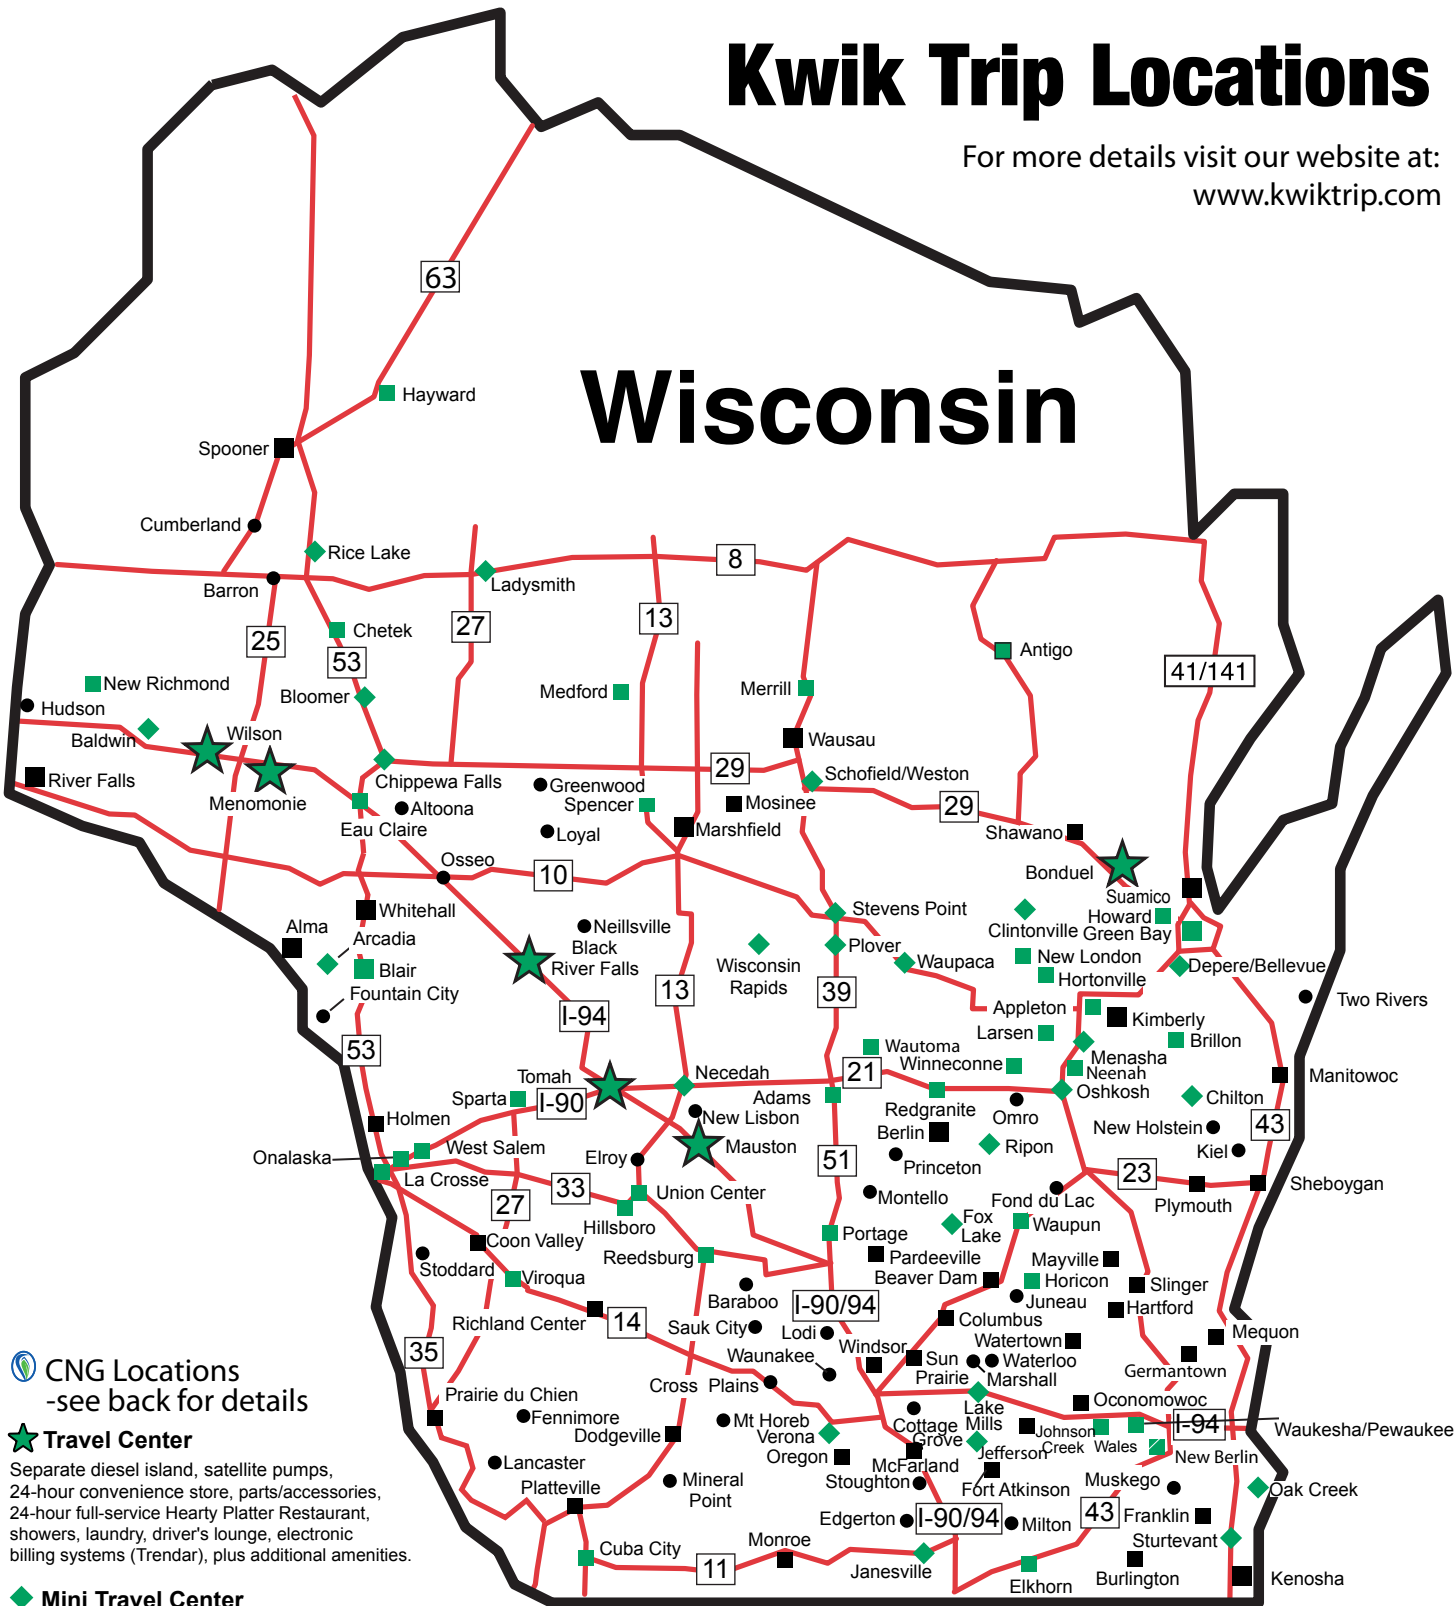 Kwik Trip Locations
For more details visit our website at:
www.kwiktrip.com
63
Hayward
Wisconsin
Spooner
Cumberland
Rice Lake
8
Ladysmith
Barron
13
27
25
Chetek
53
Antigo
41/141
New Richmond
Medford
Merrill
Bloomer
Hudson
Wilson
Baldwin
Wausau
29
Schofield/Weston
River Falls
Chippewa Falls
Greenwood
Menomonie
Altoona
Spencer
Mosinee
29
Eau Claire
Loyal
Marshfield
Shawano
Osseo
10
Bonduel
Suamico
Whitehall
Stevens Point
Howard
Alma
Neillsville
Clintonville
Green Bay
Arcadia
Black
River Falls
Plover
Wisconsin
Rapids
Waupaca
New London
Depere/Bellevue
Blair
Hortonville
Fountain City
13
39
Two Rivers
I-94
Appleton
Kimberly
Larsen
Brillon
53
Wautoma
Menasha
Winneconne
Neenah
Tomah
Necedah
21
Manitowoc
Oshkosh
Sparta
I-90
Adams
Chilton
Redgranite
Omro
Holmen
New Lisbon
Berlin
New Holstein
43
West Salem
Mauston
Ripon
Kiel
Onalaska
Elroy
51
Princeton
La Crosse
33
Union Center
23
Sheboygan
27
Hillsboro
Montello
Fond du Lac
Plymouth
Fox
Lake
Waupun
Portage
Coon Valley
Reedsburg
Pardeeville
Mayville
Stoddard
Viroqua
Beaver Dam
Horicon
Slinger
Baraboo
I-90/94
Juneau
Hartford
Richland Center
14
Sauk City
Lodi
Columbus
Mequon
35
Waunakee
Windsor
Watertown
Sun
Prairie
Waterloo
Marshall
Germantown
CNG Locations
-see back for details
Cross Plains
Prairie du Chien
Oconomowoc
Lake
Mills
Fennimore
Mt Horeb
Cottage
Grove
I-94
Waukesha/Pewaukee
Travel Center
Dodgeville
Verona
Johnson
Creek
Wales
Oregon
Jefferson
New Berlin
Lancaster
McFarland
Separate diesel island, satellite pumps,
24-hour convenience store, parts/accessories,
24-hour full-service Hearty Platter Restaurant,
showers, laundry, driver's lounge, electronic
billing systems (Trendar), plus additional amenities.
Platteville
Mineral
Point
Stoughton
Fort Atkinson
Muskego
Oak Creek
Edgerton
I-90/94
Milton
43
Franklin
Monroe
Sturtevant
Cuba City
11
Janesville
Elkhorn
Burlington
Kenosha
Mini Travel Center